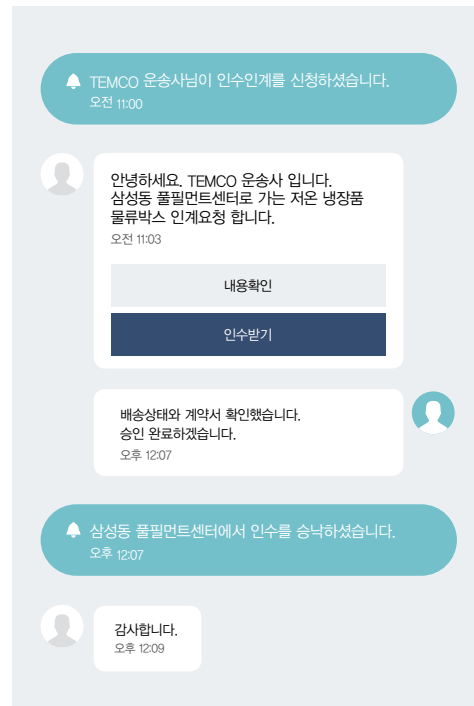 TEMCO 운송사님이 인수인계를 신청하셨습니다.
오전 11:00
안녕하세요. TEMCO 운송사 입니다.
삼성동 풀필먼트센터로 가는 저온 냉장품
물류박스 인계요청 합니다.
오전 11:03
내용확인
인수받기
배송상태와 계약서 확인했습니다.
승인 완료하겠습니다.
오후 12:07
삼성동 풀필먼트센터에서 인수를 승낙하셨습니다.
오후 12:07
감사합니다.
오후 12:09